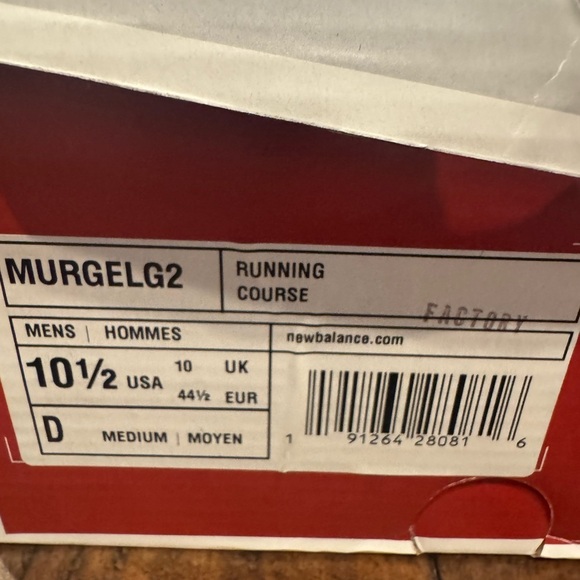 MURGELG2
RUNNING
COURSE
FACTORY
MENS | HOMMES
newbalance.com
10½ USA
10 UK
44½ EUR
D MEDIUM | MOYEN
1 91264 28081 6